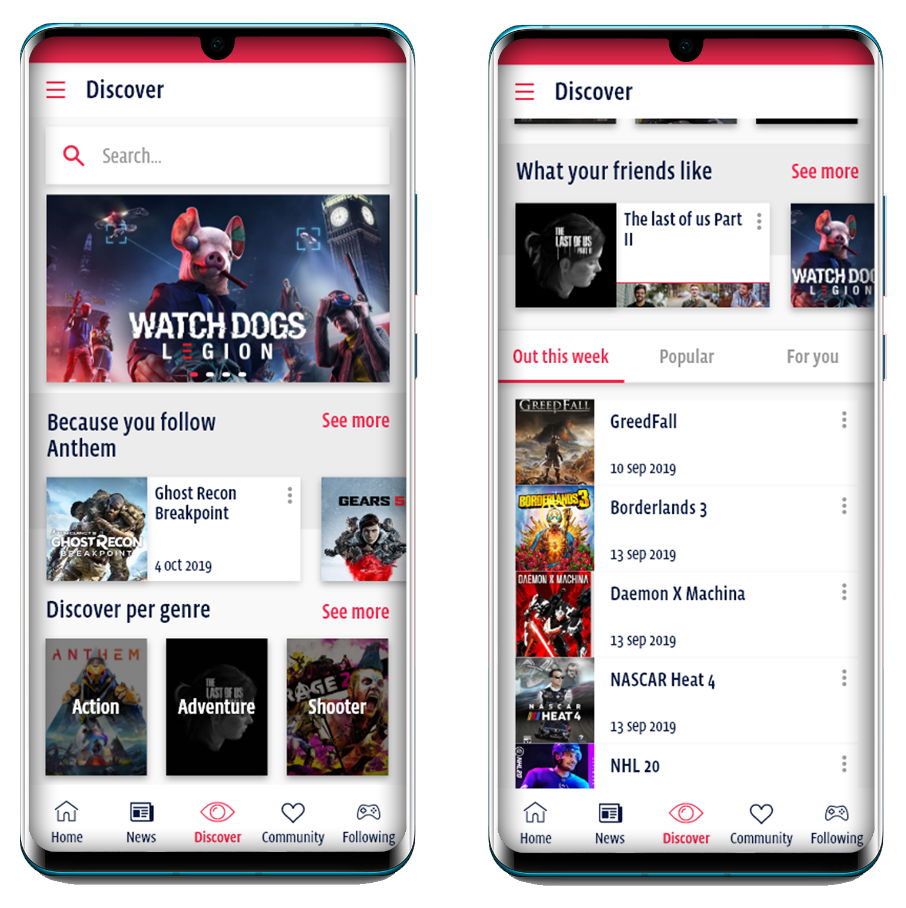 Discover
Search...
WATCH DOGS
LEGION
Because you follow
Anthem
See more
GHOST RECON
BREAKPOINT
Ghost Recon
Breakpoint
4 oct 2019
GEARS 5
Discover per genre
See more
ANTHEM
Action
THE
LAST OF US
Adventure
RAGE 2
Shooter
Home
News
Discover
Community
Following
Discover
What your friends like
See more
THE
LAST OF US
PART II
The last of us Part
II
WATCH DOG
LEGION
Out this week
Popular
For you
GREEDFALL
GreedFall
10 sep 2019
BORDERLANDS 3
Borderlands 3
13 sep 2019
DAEMON X MACHINA
Daemon X Machina
13 sep 2019
NASCAR
HEAT 4
NASCAR Heat 4
13 sep 2019
NHL 20
NHL 20
Home
News
Discover
Community
Following